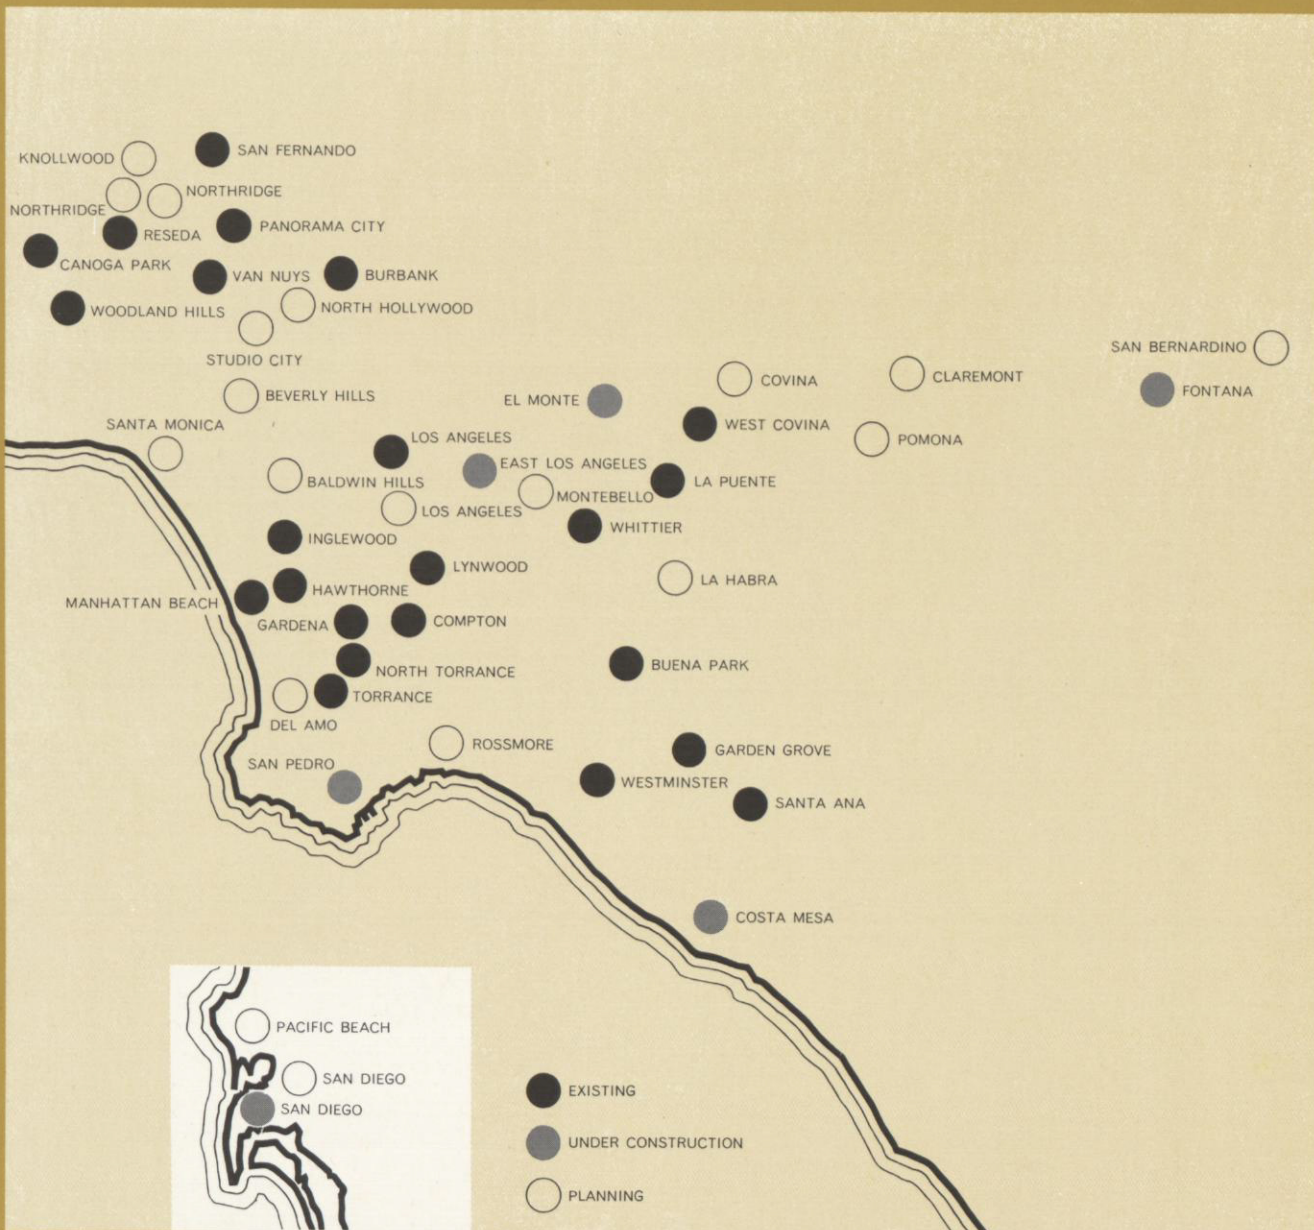 KNOLLWOOD
SAN FERNANDO
NORTHRIDGE
NORTHRIDGE
PANORAMA CITY
RESEDA
CANOGA PARK
VAN NUYS
BURBANK
WOODLAND HILLS
NORTH HOLLYWOOD
STUDIO CITY
SAN BERNARDINO
COVINA
CLAREMONT
FONTANA
BEVERLY HILLS
EL MONTE
SANTA MONICA
WEST COVINA
LOS ANGELES
POMONA
EAST LOS ANGELES
BALDWIN HILLS
LA PUENTE
MONTEBELLO
LOS ANGELES
WHITTIER
INGLEWOOD
LYNWOOD
LA HABRA
HAWTHORNE
MANHATTAN BEACH
GARDENA
COMPTON
BUENA PARK
NORTH TORRANCE
TORRANCE
DEL AMO
ROSSMORE
GARDEN GROVE
SAN PEDRO
WESTMINSTER
SANTA ANA
COSTA MESA
PACIFIC BEACH
SAN DIEGO
SAN DIEGO
EXISTING
UNDER CONSTRUCTION
PLANNING